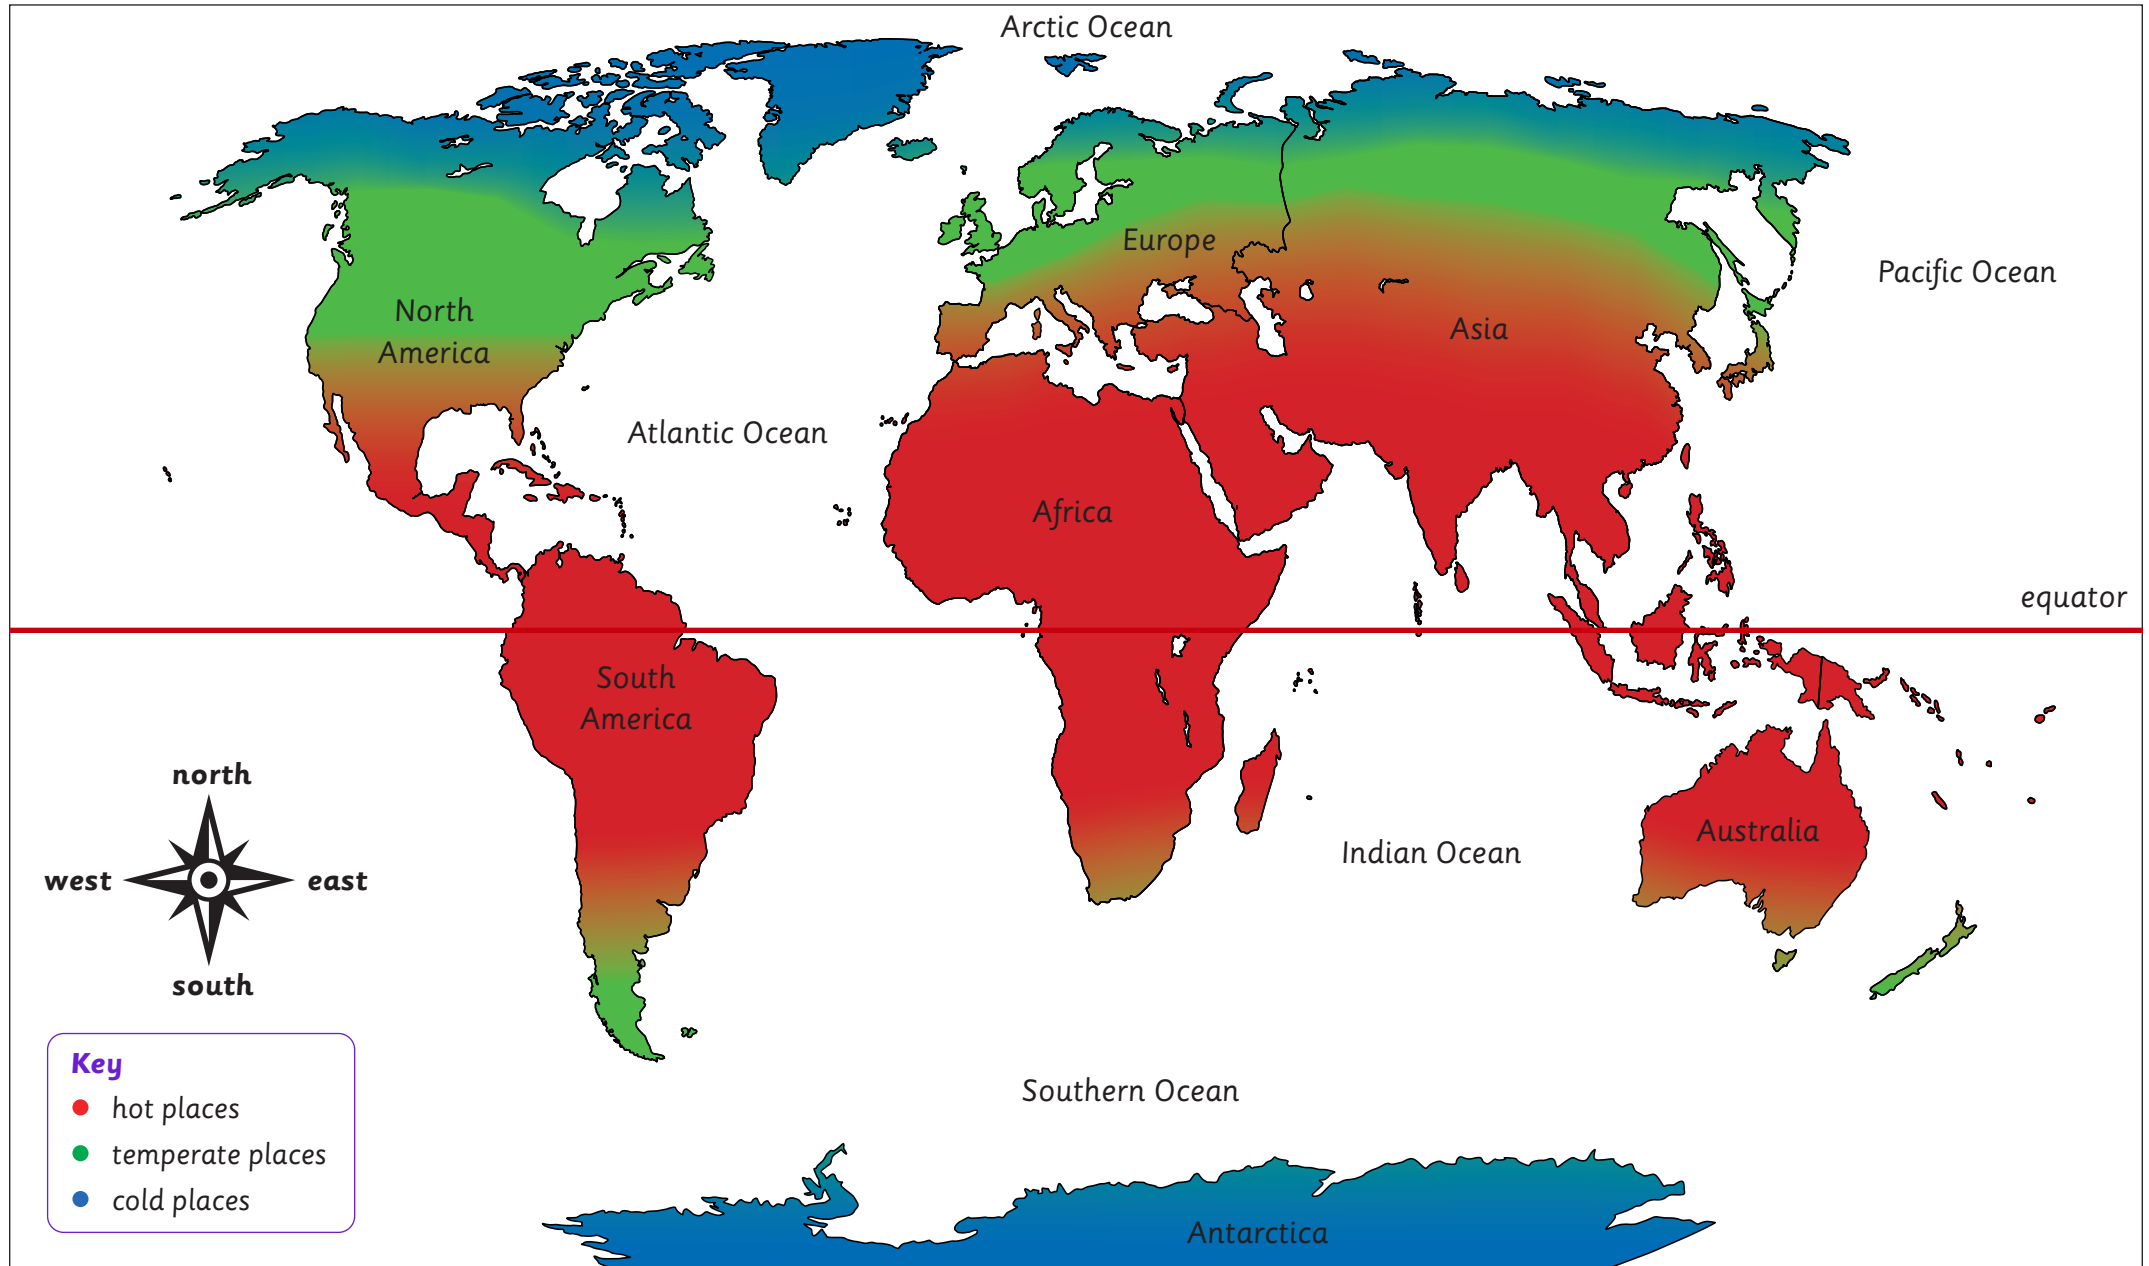 Arctic Ocean
Europe
Pacific Ocean
North
America
Asia
Atlantic Ocean
Africa
equator
South
America
north
west
east
south
Australia
Indian Ocean
Key
hot places
temperate places
cold places
Southern Ocean
Antarctica